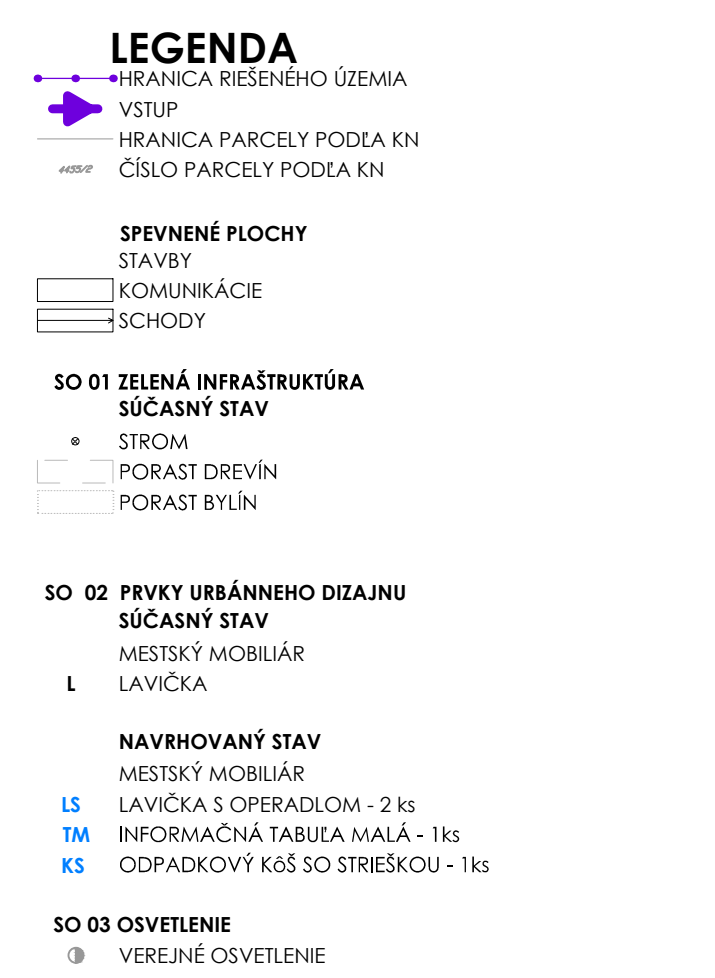 LEGENDA
HRANICA RIEŠENÉHO ÚZEMIA
VSTUP
HRANICA PARCELY PODĽA KN
4455/2 ČÍSLO PARCELY PODĽA KN
SPEVNENÉ PLOCHY
STAVBY
KOMUNIKÁCIE
SCHODY
SO 01 ZELENÁ INFRAŠTRUKTÚRA
SÚČASNÝ STAV
STROM
PORAST DREVÍN
PORAST BYLÍN
SO 02 PRVKY URBÁNNEHO DIZAJNU
SÚČASNÝ STAV
MESTSKÝ MOBILIÁR
L LAVIČKA
NAVRHOVANÝ STAV
MESTSKÝ MOBILIÁR
LS LAVIČKA S OPERADLOM - 2 ks
TM INFORMAČNÁ TABUĽA MALÁ - 1ks
KS ODPADKOVÝ KôŠ SO STRIEŠKOU - 1ks
SO 03 OSVETLENIE
VEREJNÉ OSVETLENIE